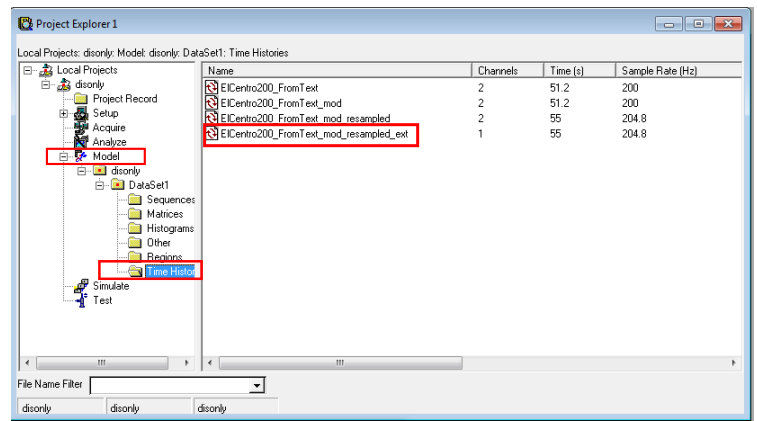 Project Explorer 1
Local Projects: disonly: Model: disonly: DataSet1: Time Histories
Local Projects
disonly
Project Record
Setup
Acquire
Analyze
Model
disonly
DataSet1
Sequences
Matrices
Histograms
Other
Regions
Time Histor
Simulate
Test
Name Channels Time (s) Sample Rate (Hz)
ElCentro200_FromText 2 51.2 200
ElCentro200_FromText_mod 2 51.2 200
ElCentro200_FromText_mod_resampled 2 55 204.8
ElCentro200_FromText_mod_resampled_ext 1 55 204.8
File Name Filter
disonly disonly disonly